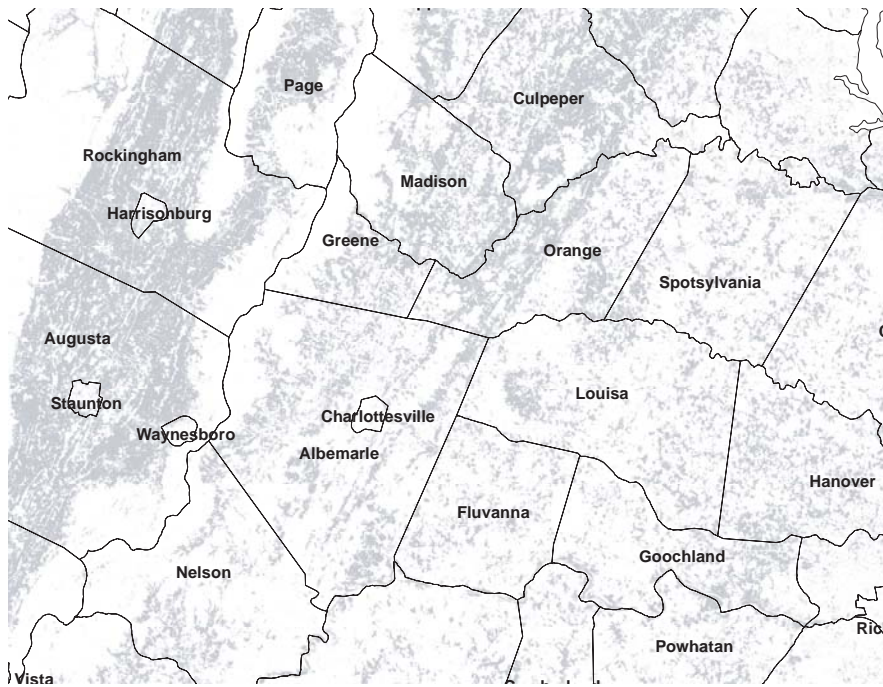 Page
Culpeper
Rockingham
Madison
Harrisonburg
Greene
Orange
Spotsylvania
Augusta
Louisa
Staunton
Charlottesville
Waynesboro
Albemarle
Hanover
Fluvanna
Goochland
Nelson
Ric
Powhatan
Vista